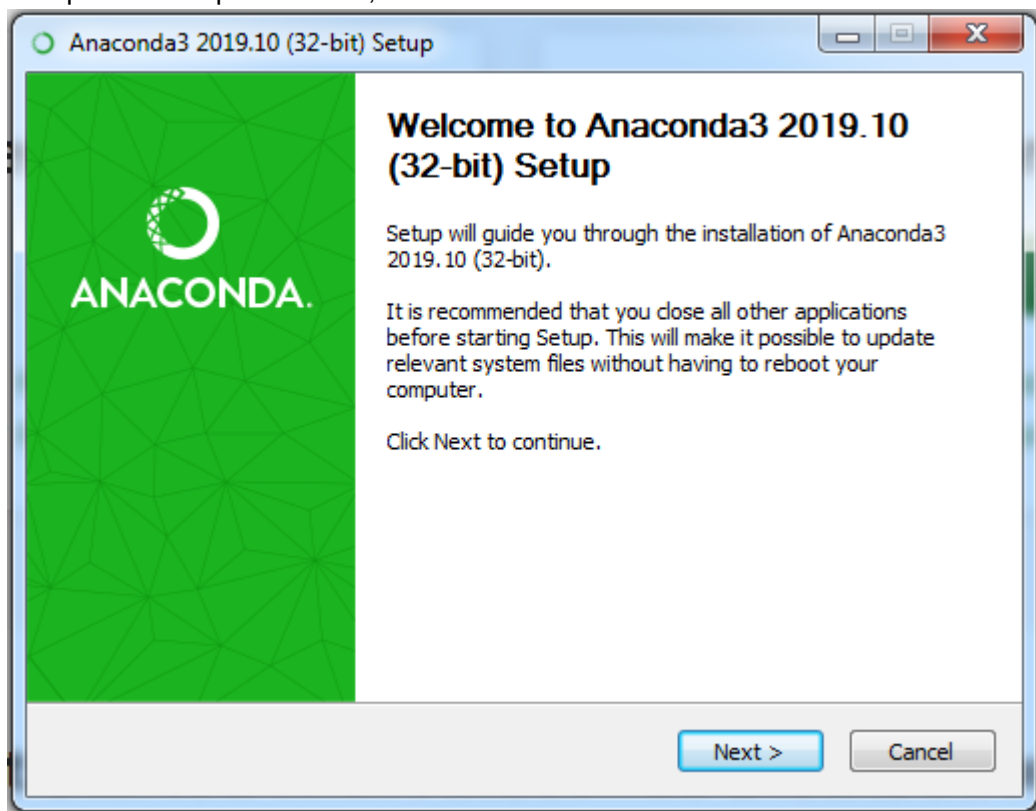 Anaconda3 2019.10 (32-bit) Setup
Welcome to Anaconda3 2019.10
(32-bit) Setup
ANACONDA.
Setup will guide you through the installation of Anaconda3
2019.10 (32-bit).
It is recommended that you close all other applications
before starting Setup. This will make it possible to update
relevant system files without having to reboot your
computer.
Click Next to continue.
Next >
Cancel